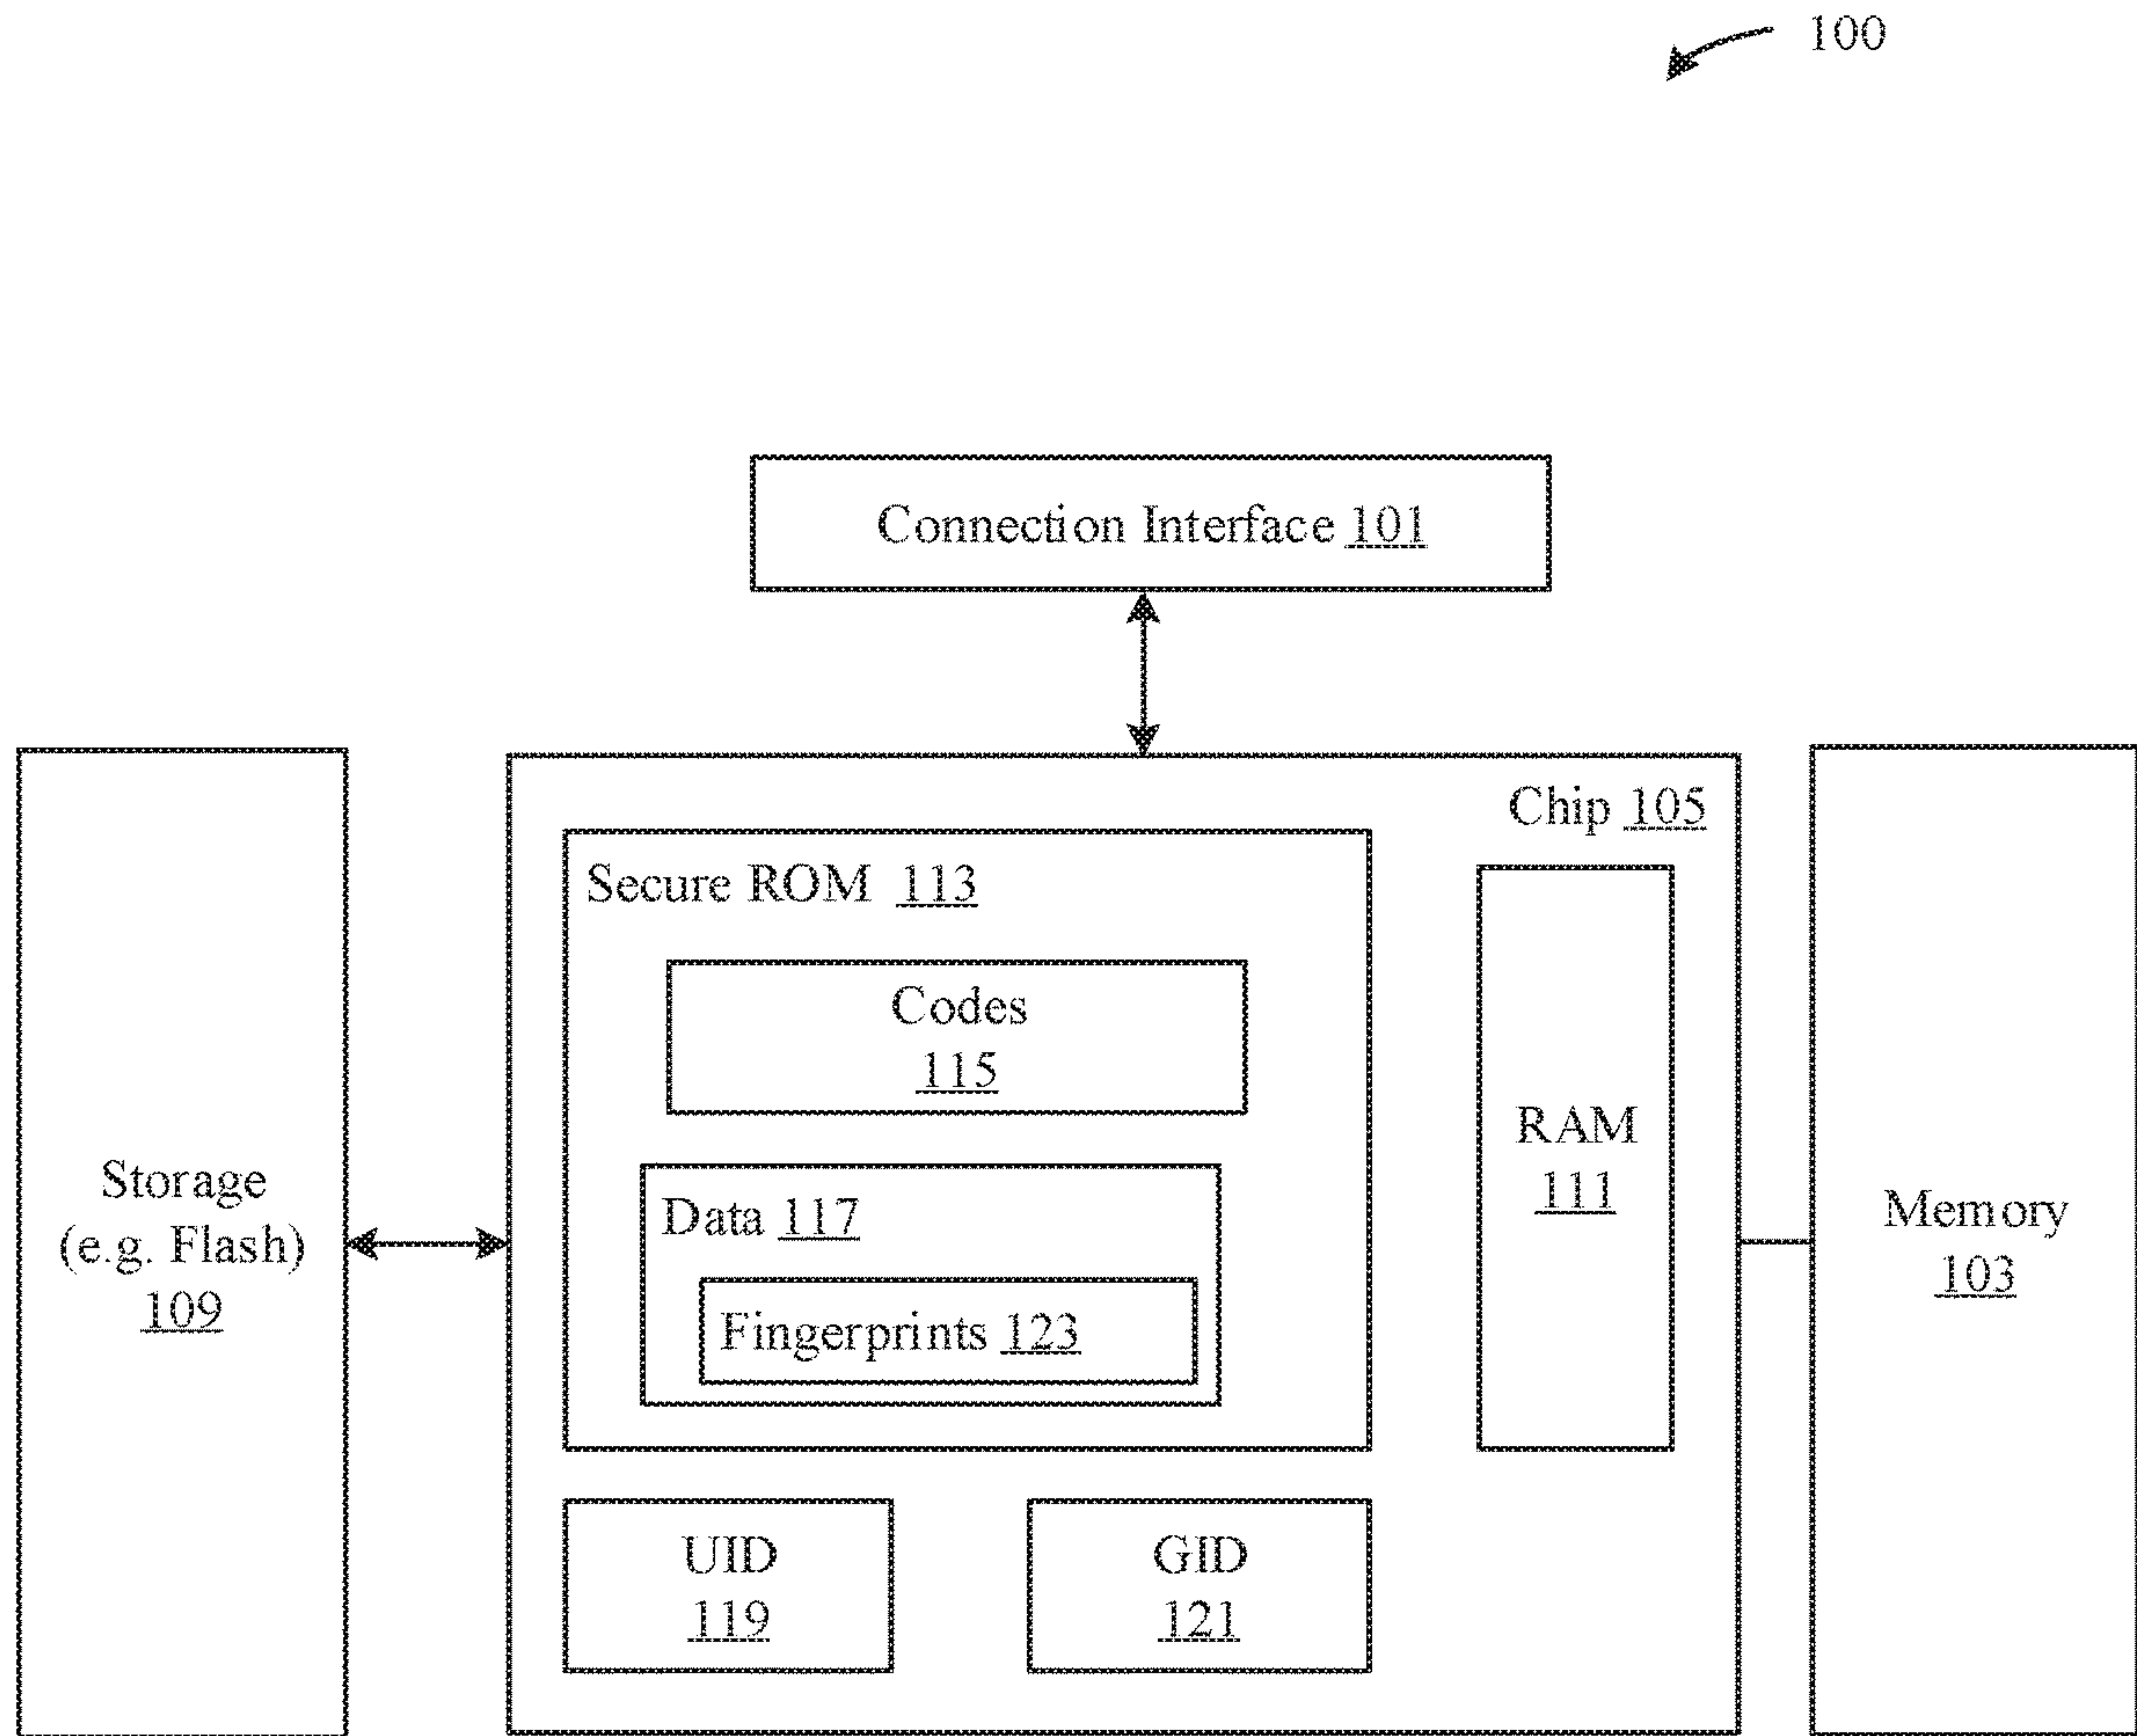 100
Connection Interface 101
Chip 105
Secure ROM 113
Codes
115
Data 117
Fingerprints 123
RAM
111
UID
119
GID
121
Storage
(e.g. Flash)
109
Memory
103